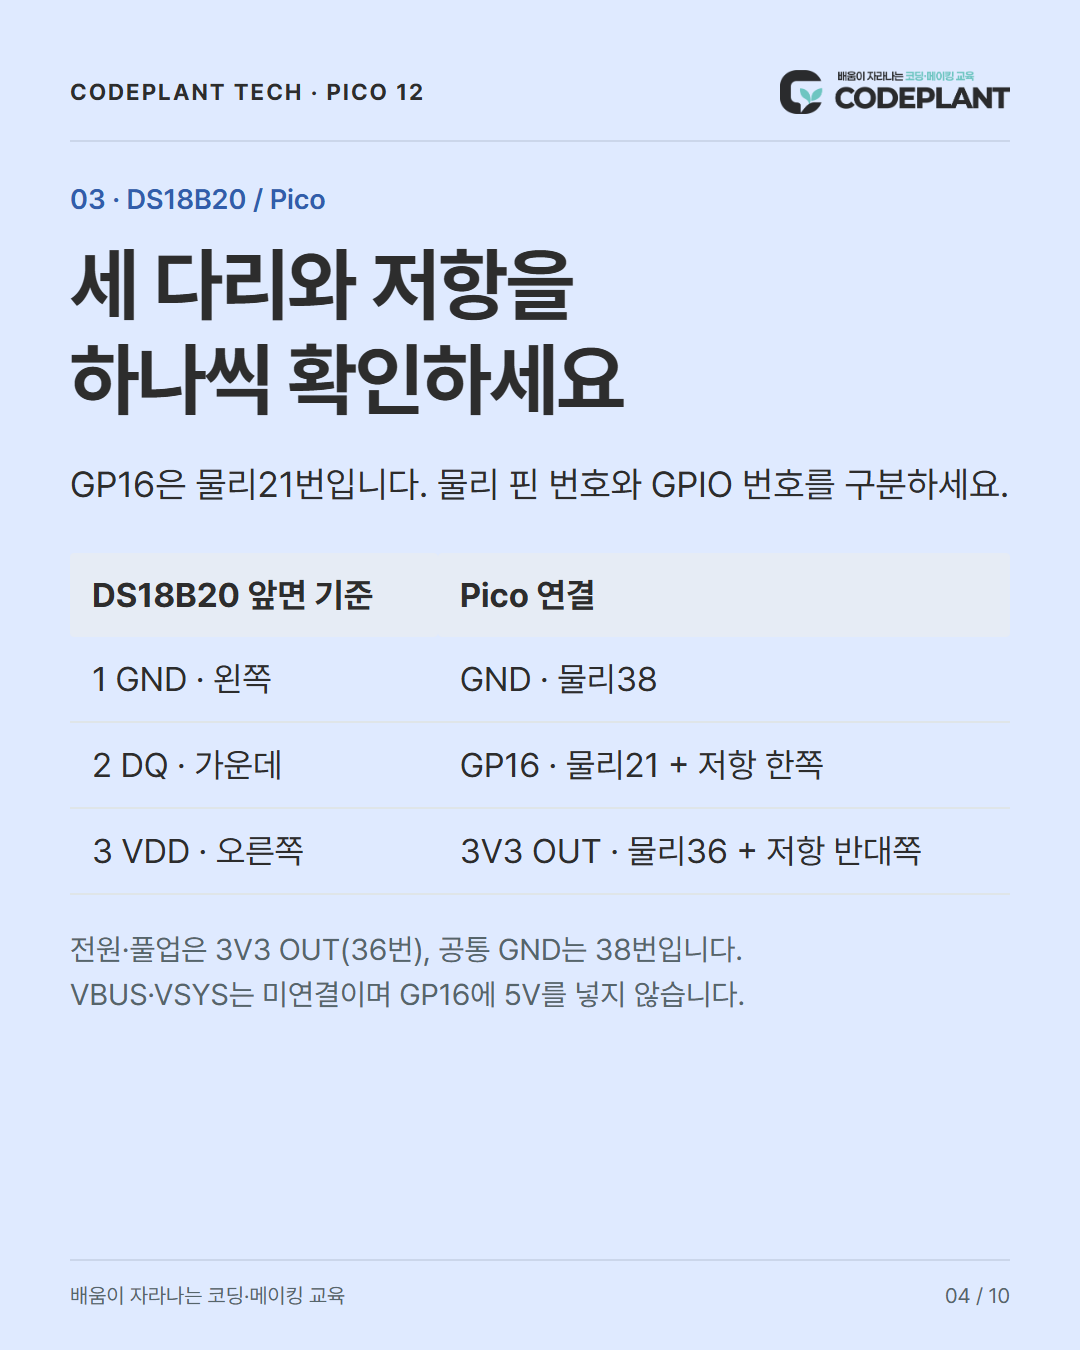 CODEPLANT TECH · PICO 12
배움이 자라나는 코딩·메이킹 교육
CODEPLANT
03 · DS18B20 / Pico
세 다리와 저항을
하나씩 확인하세요
GP16은 물리21번입니다. 물리 핀 번호와 GPIO 번호를 구분하세요.
DS18B20 앞면 기준 Pico 연결
1 GND · 왼쪽 GND · 물리38
2 DQ · 가운데 GP16 · 물리21 + 저항 한쪽
3 VDD · 오른쪽 3V3 OUT · 물리36 + 저항 반대쪽
전원·풀업은 3V3 OUT(36번), 공통 GND는 38번입니다.
VBUS·VSYS는 미연결이며 GP16에 5V를 넣지 않습니다.
배움이 자라나는 코딩·메이킹 교육 04 / 10